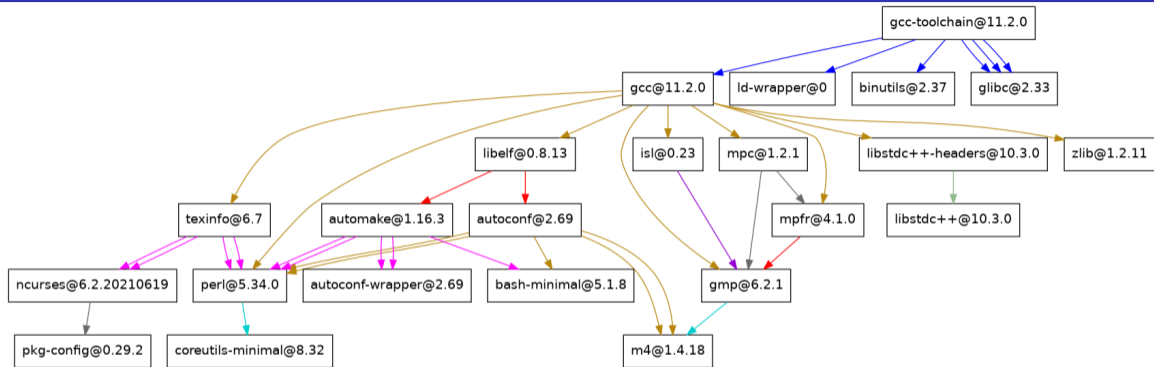 gcc-toolchain@11.2.0
gcc@11.2.0
ld-wrapper@0
binutils@2.37
glibc@2.33
libelf@0.8.13
isl@0.23
mpc@1.2.1
libstdc++-headers@10.3.0
zlib@1.2.11
texinfo@6.7
automake@1.16.3
autoconf@2.69
mpfr@4.1.0
libstdc++@10.3.0
ncurses@6.2.20210619
perl@5.34.0
autoconf-wrapper@2.69
bash-minimal@5.1.8
gmp@6.2.1
pkg-config@0.29.2
coreutils-minimal@8.32
m4@1.4.18